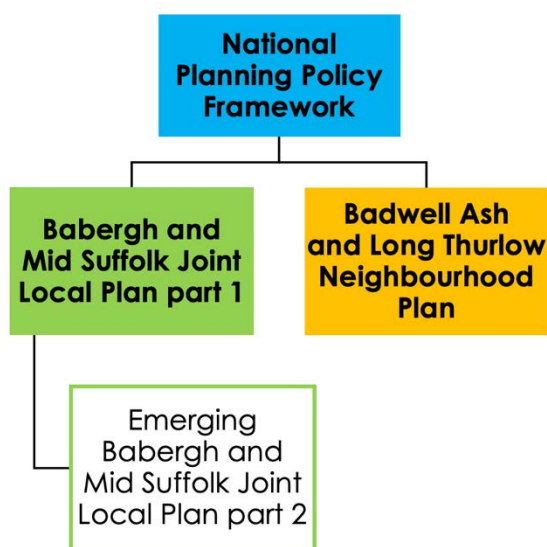 National
Planning Policy
Framework
Babergh and
Mid Suffolk Joint
Local Plan part 1
Badwell Ash
and Long Thurlow
Neighbourhood
Plan
Emerging
Babergh and
Mid Suffolk Joint
Local Plan part 2